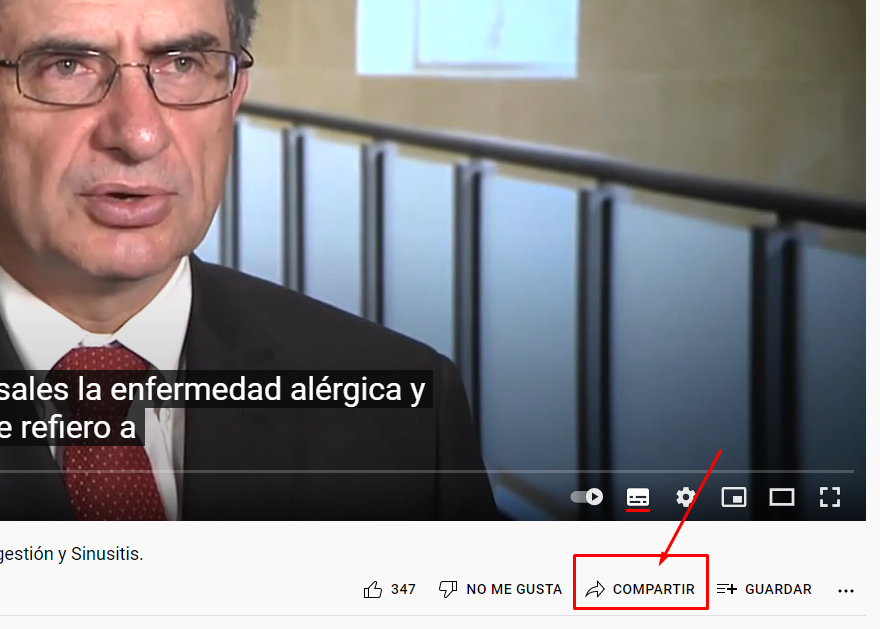 sales la enfermedad alérgica y
e refiero a
gestión y Sinusitis.
347 NO ME GUSTA COMPARTIR GUARDAR